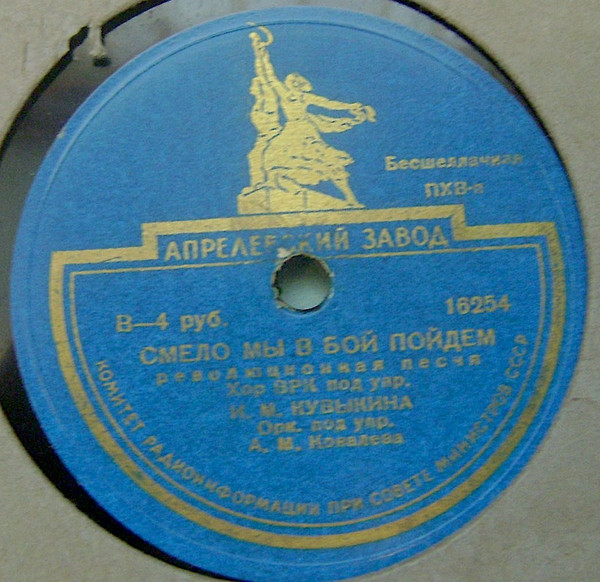 Бесшеллачная
ПХВ-я
АПРЕЛЕВСКИЙ ЗАВОД
В—4 руб.
16254
СМЕЛО МЫ В БОЙ ПОЙДЕМ
революционная песня
Хор ВРК под упр.
И. М. КУВЫКИНА
Орк. под упр.
А. М. Ковалева
КОМИТЕТ РАДИОИНФОРМАЦИИ ПРИ СОВЕТЕ МИНИСТРОВ СССР